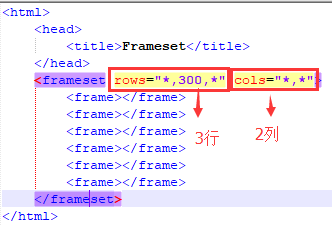 <html>
<head>
<title>Frameset</title>
</head>
<frameset rows="*,300,*" cols="*,*">
<frame></frame>
<frame></frame>
<frame></frame>
<frame></frame>
<frame></frame>
<frame></frame>
</frameset>
</html>
3行
2列